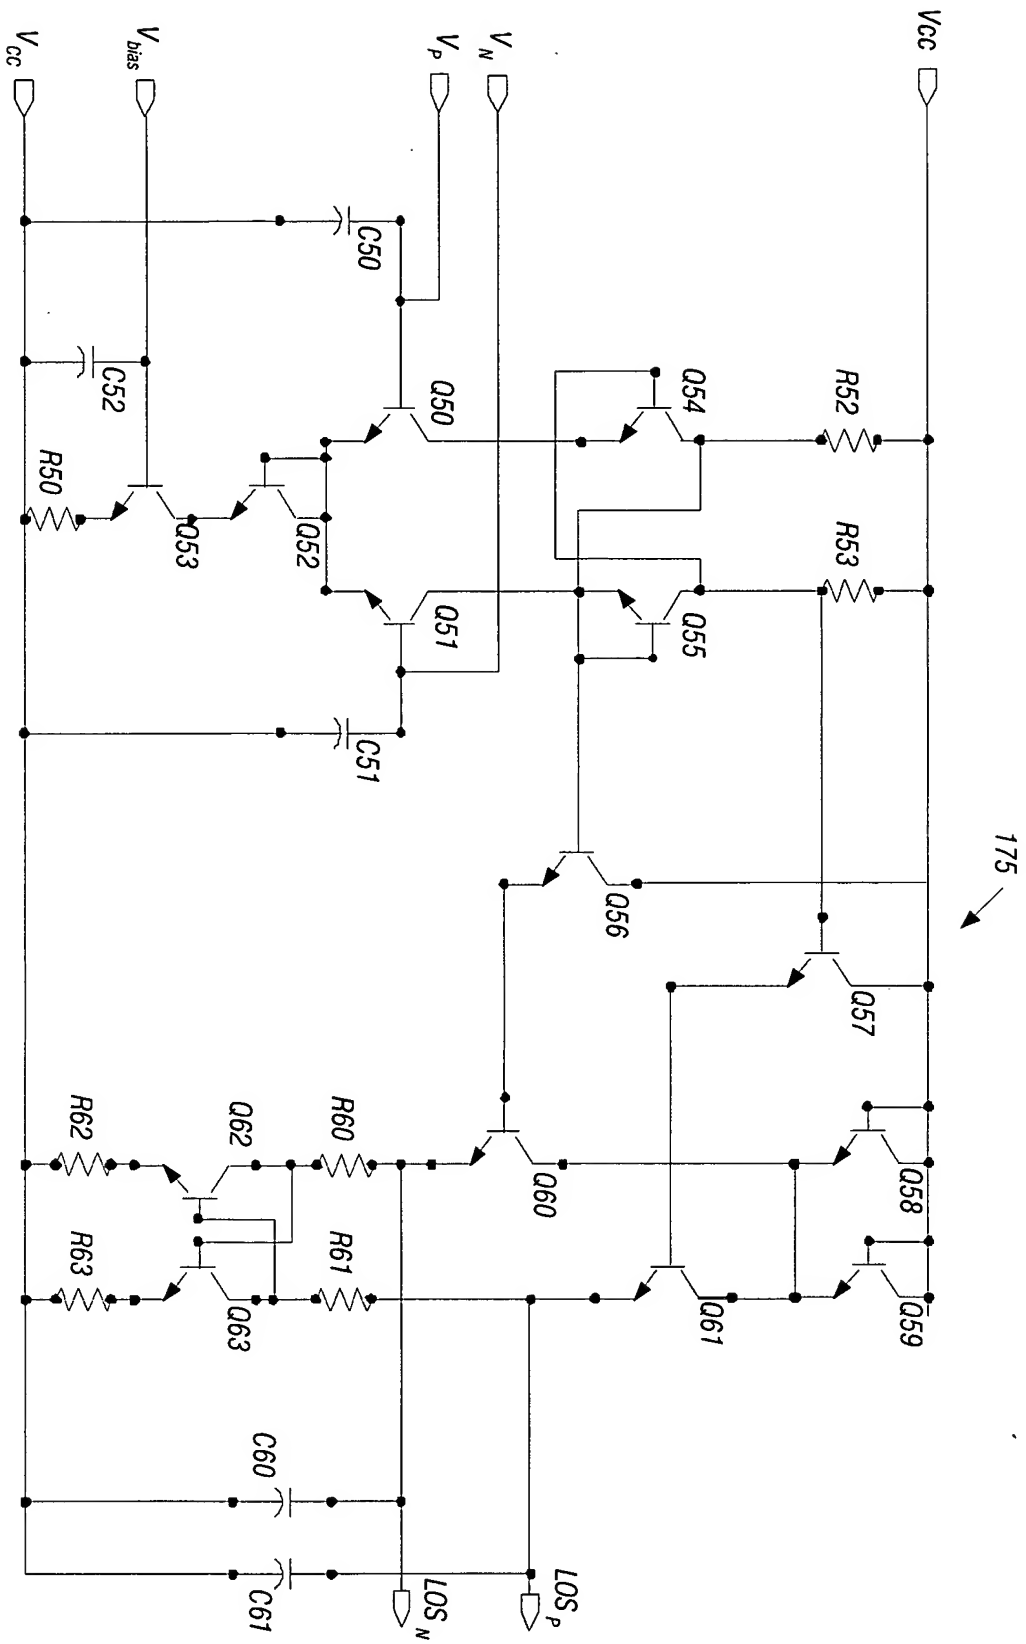 175
Vcc
R52
R53
Q54
Q55
Q57
Q58
Q59
V_N
V_P
Q50
Q51
Q56
Q60
Q61
LOS_P
LOS_N
C50
C51
Q52
Q53
R60
R61
V_bias
C52
R50
Q62
Q63
R62
R63
C60
C61
V_CC